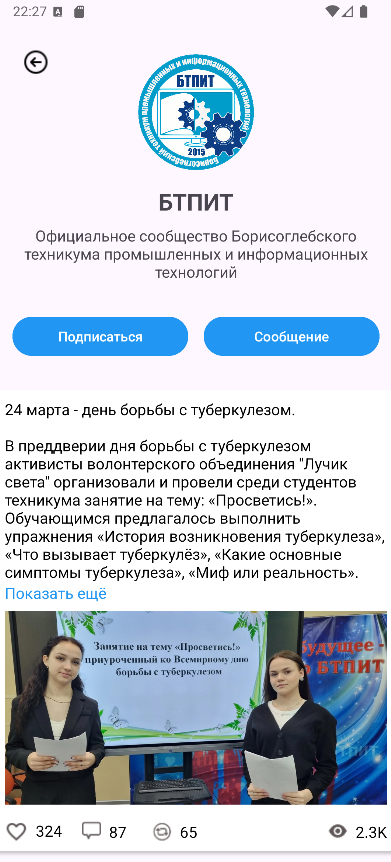 22:27
Борисоглебский техникум промышленных и информационных технологий
БТПИТ
2015
БТПИТ
Официальное сообщество Борисоглебского
техникума промышленных и информационных
технологий
Подписаться
Сообщение
24 марта - день борьбы с туберкулезом.
В преддверии дня борьбы с туберкулезом
активисты волонтерского объединения "Лучик
света" организовали и провели среди студентов
техникума занятие на тему: «Просветись!».
Обучающимся предлагалось выполнить
упражнения «История возникновения туберкулеза»,
«Что вызывает туберкулёз», «Какие основные
симптомы туберкулеза», «Миф или реальность».
Показать ещё
Занятие на тему «Просветись!»
приуроченный ко Всемирному дню
борьбы с туберкулезом
будущее -
БТПИТ
БТПИТ
324
87
65
2.3K